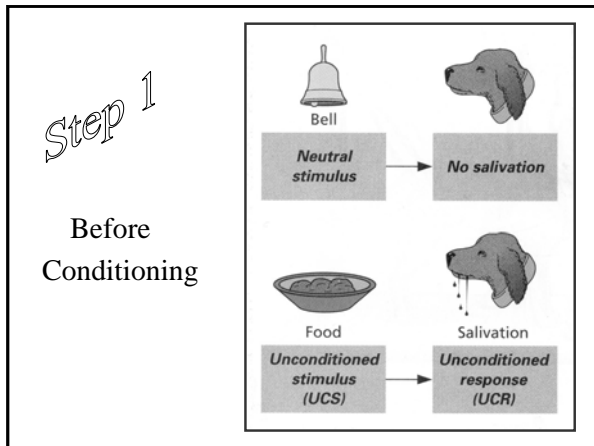 Step 1
Before
Conditioning
Bell
Neutral
stimulus
No salivation
Food
Salivation
Unconditioned
stimulus
(UCS)
Unconditioned
response
(UCR)